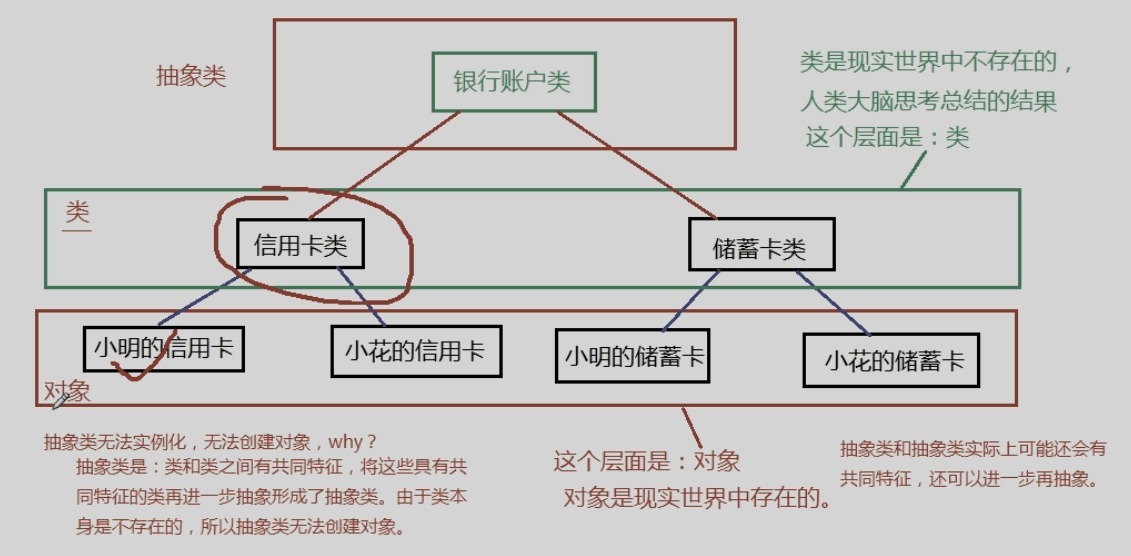 抽象类
银行账户类
类是现实世界中不存在的，
人类大脑思考总结的结果
这个层面是：类
类
信用卡类
储蓄卡类
小明的信用卡
小花的信用卡
小明的储蓄卡
小花的储蓄卡
对象
抽象类无法实例化，无法创建对象，why？
抽象类是：类和类之间有共同特征，将这些具有共
同特征的类再进一步抽象形成了抽象类。由于类本
身是不存在的，所以抽象类无法创建对象。
这个层面是：对象
对象是现实世界中存在的。
抽象类和抽象类实际上可能还会有
共同特征，还可以进一步再抽象。